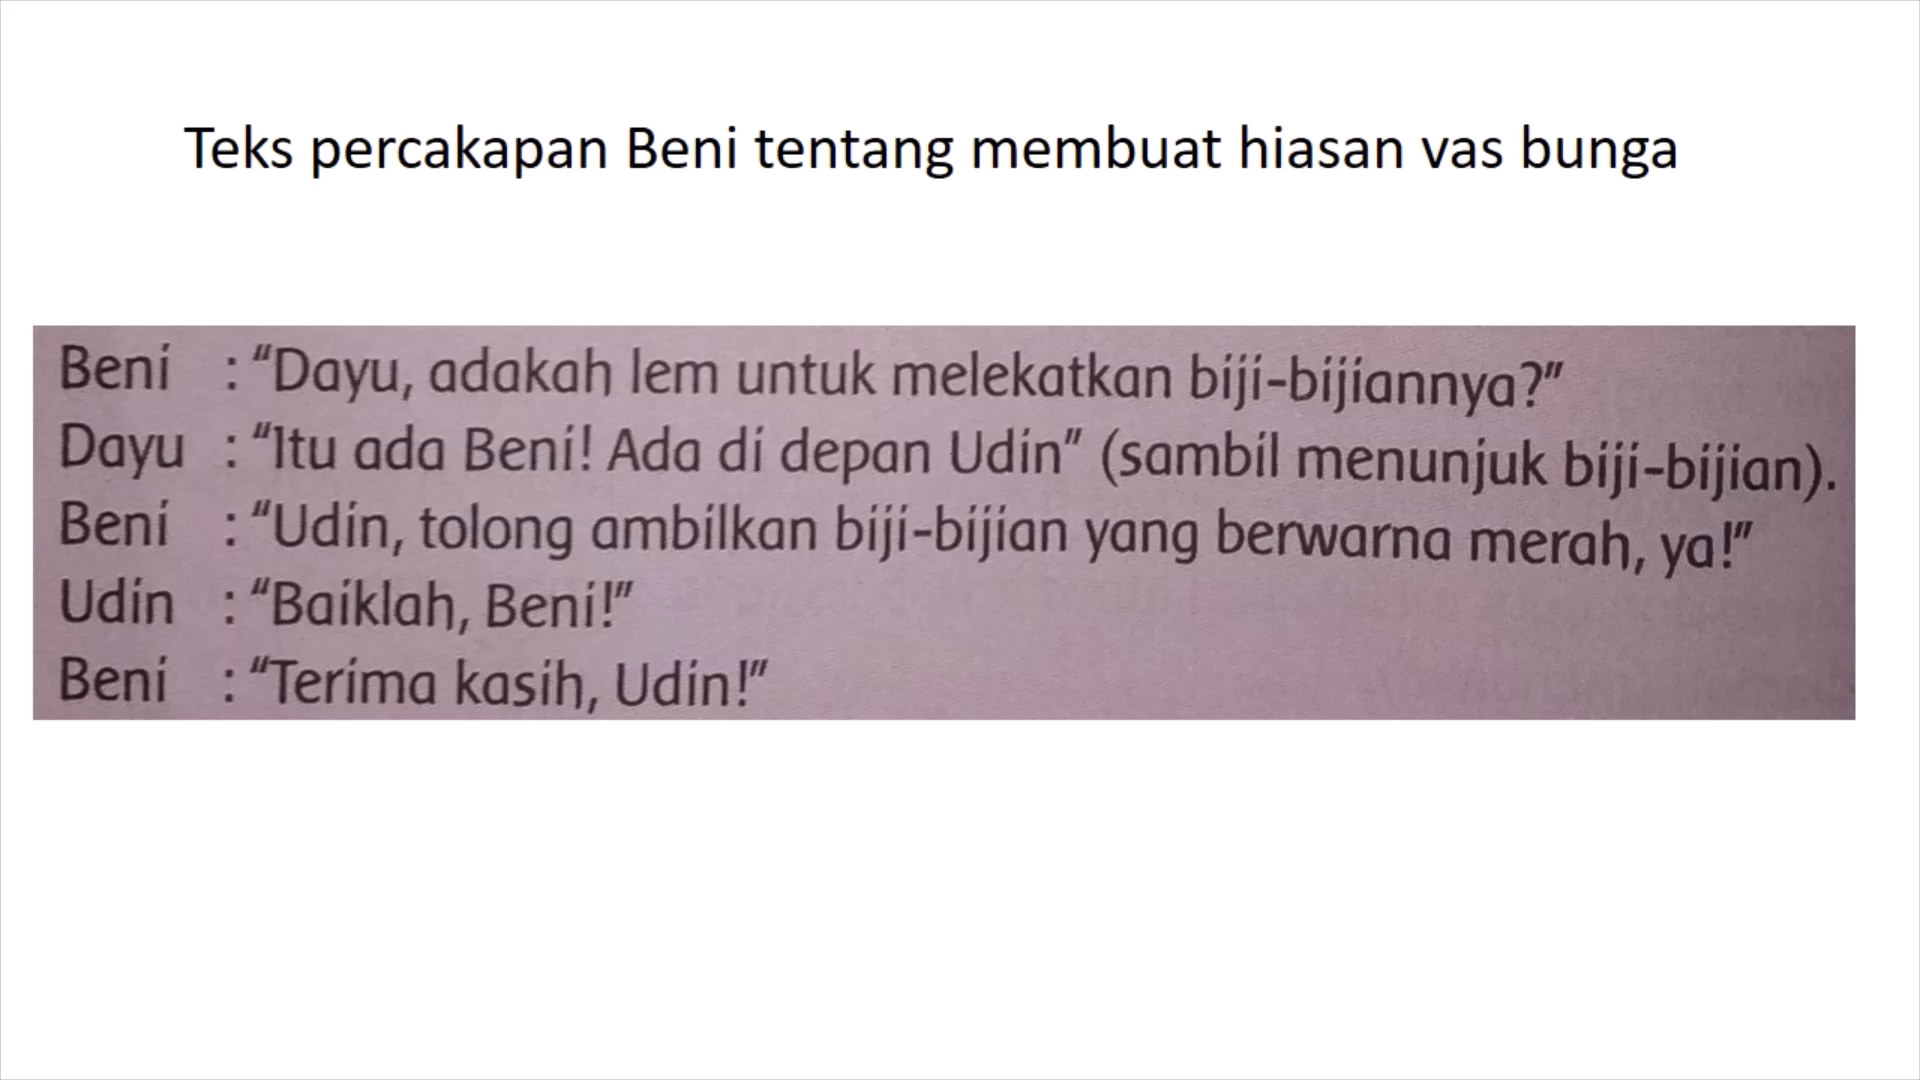 Teks percakapan Beni tentang membuat hiasan vas bunga
Beni : “Dayu, adakah lem untuk melekatkan biji-bijiannya?”
Dayu : “Itu ada Beni! Ada di depan Udin” (sambil menunjuk biji-bijian).
Beni : “Udin, tolong ambilkan biji-bijian yang berwarna merah, ya!”
Udin : “Baiklah, Beni!”
Beni : “Terima kasih, Udin!”